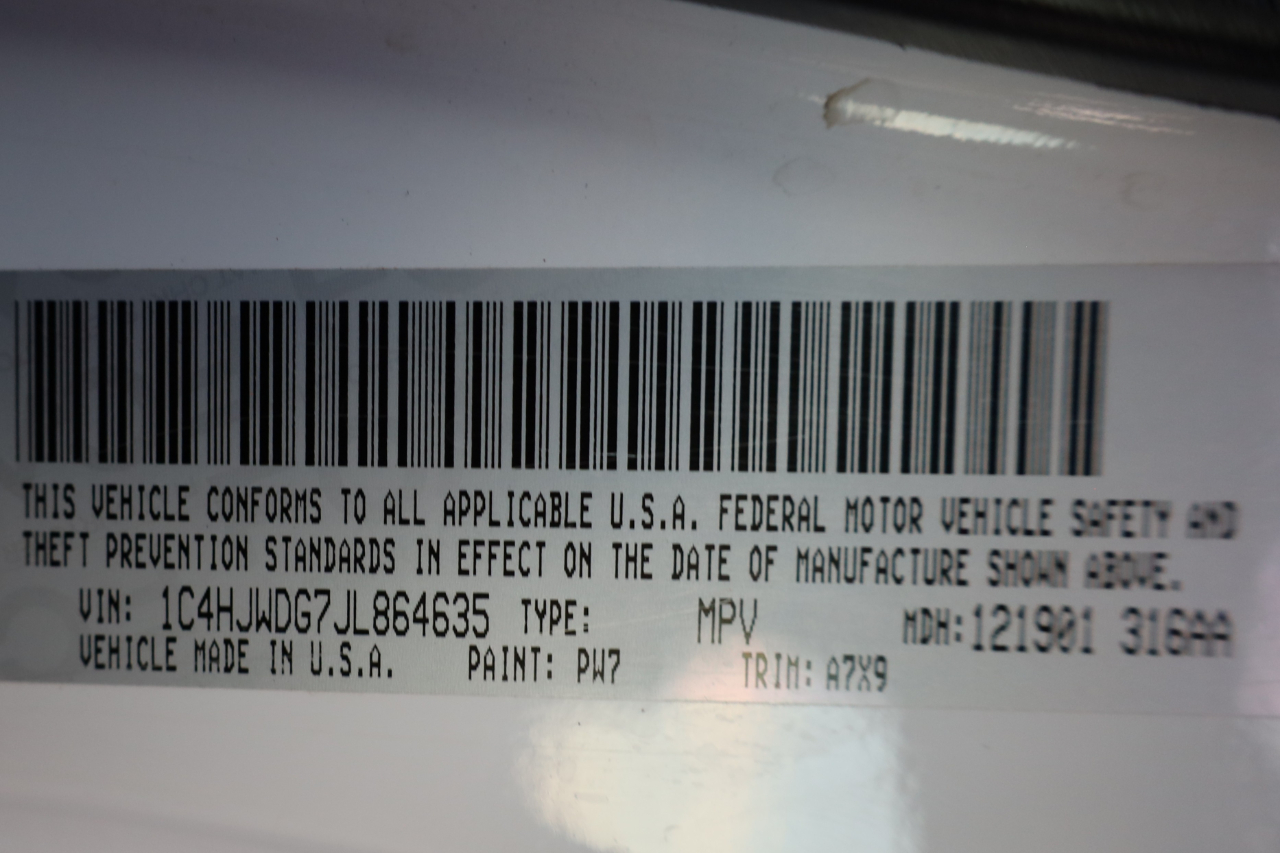 THIS VEHICLE CONFORMS TO ALL APPLICABLE U.S.A. FEDERAL MOTOR VEHICLE SAFETY AND
THEFT PREVENTION STANDARDS IN EFFECT ON THE DATE OF MANUFACTURE SHOWN ABOVE.
VIN: 1C4HJWDG7JL864635 TYPE: MPV MDH: 121901 316AA
VEHICLE MADE IN U.S.A. PAINT: PW7 TRIM: A7X9